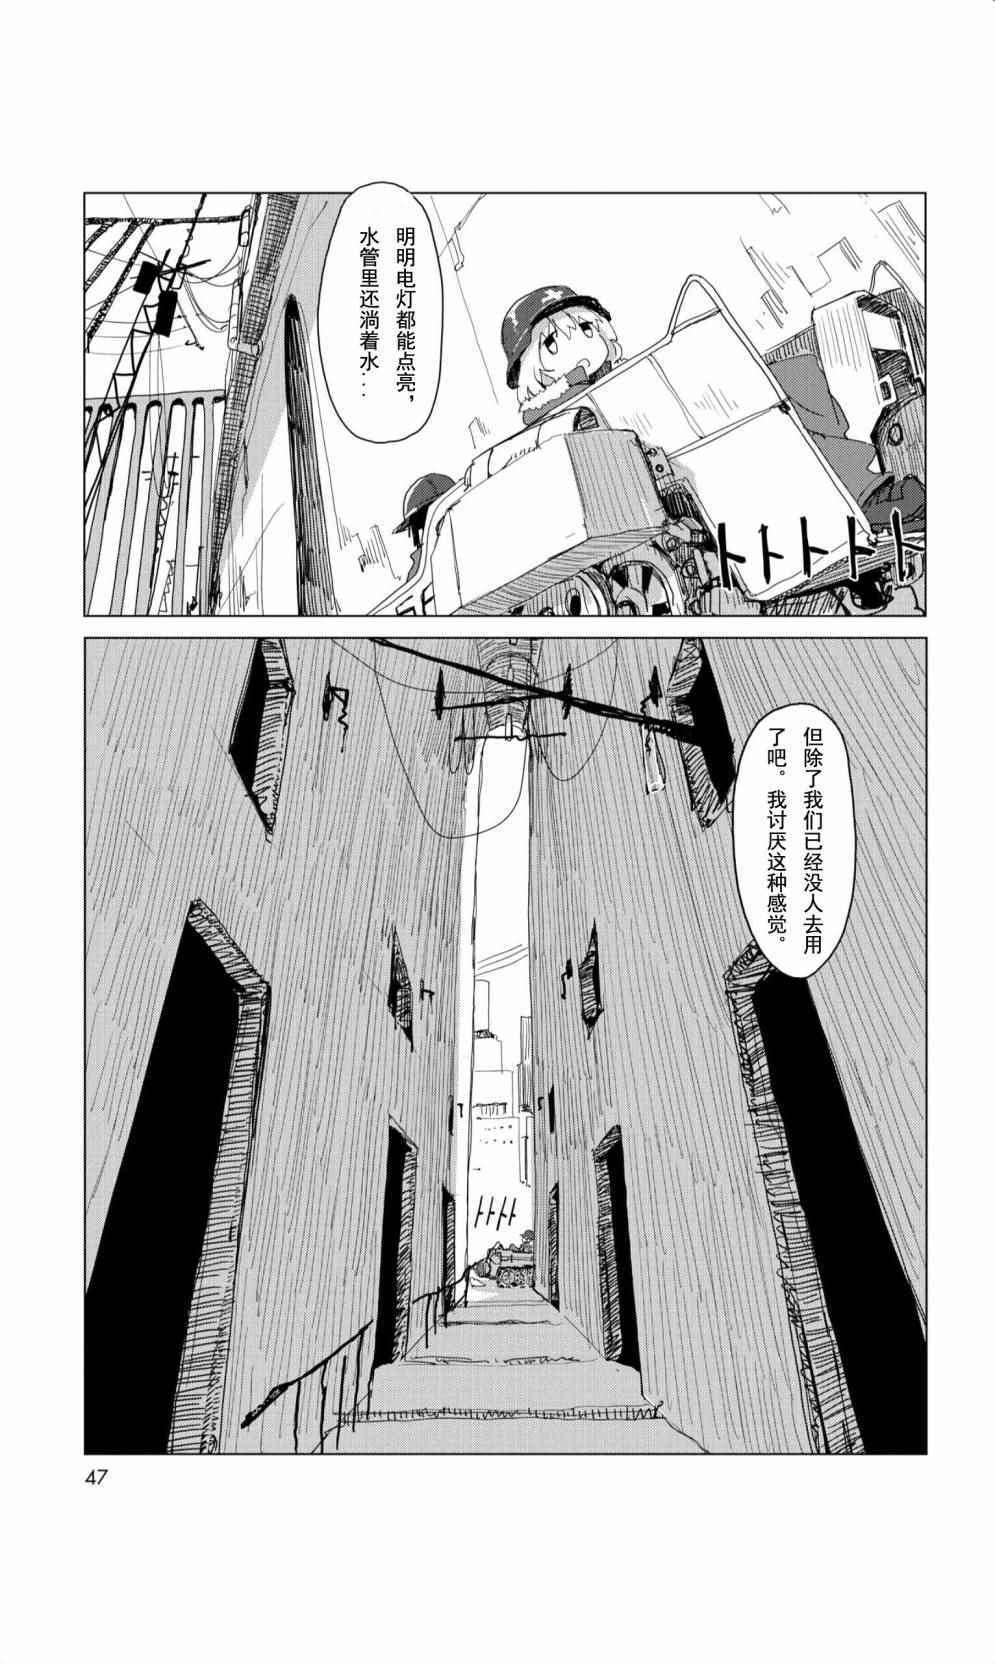 明明电灯都能点亮，
水管里还淌着水...
トトトトト
但除了我们已经没人去用
了吧。我讨厌这种感觉。
トトトト
47